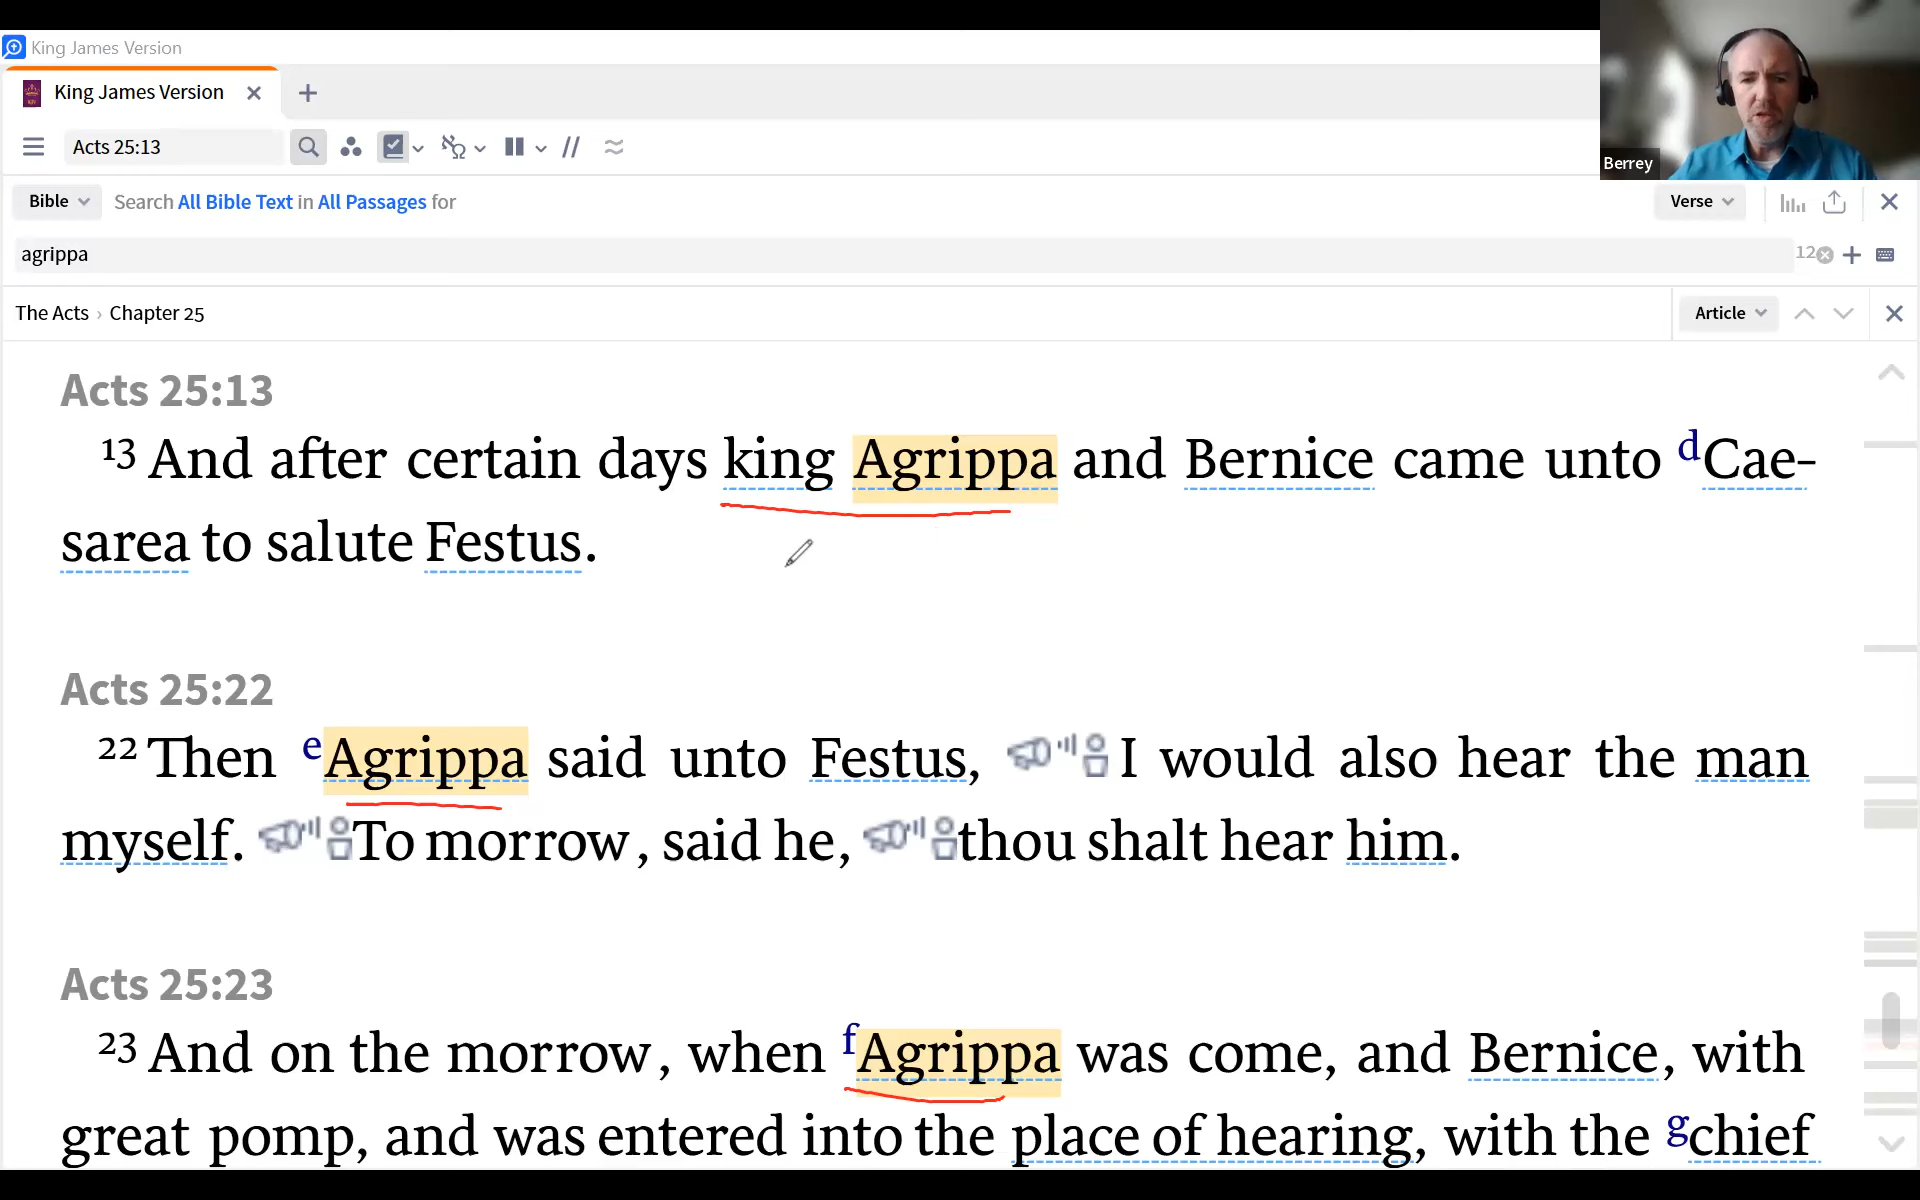 King James Version
King James Version
Acts 25:13
Berrey
Bible Search All Bible Text in All Passages for Verse
agrippa 12
The Acts › Chapter 25 Article
Acts 25:13
13 And after certain days king Agrippa and Bernice came unto dCae-
sarea to salute Festus.
Acts 25:22
22 Then eAgrippa said unto Festus, I would also hear the man
myself. To morrow, said he, thou shalt hear him.
Acts 25:23
23 And on the morrow, when fAgrippa was come, and Bernice, with
great pomp, and was entered into the place of hearing, with the gchief